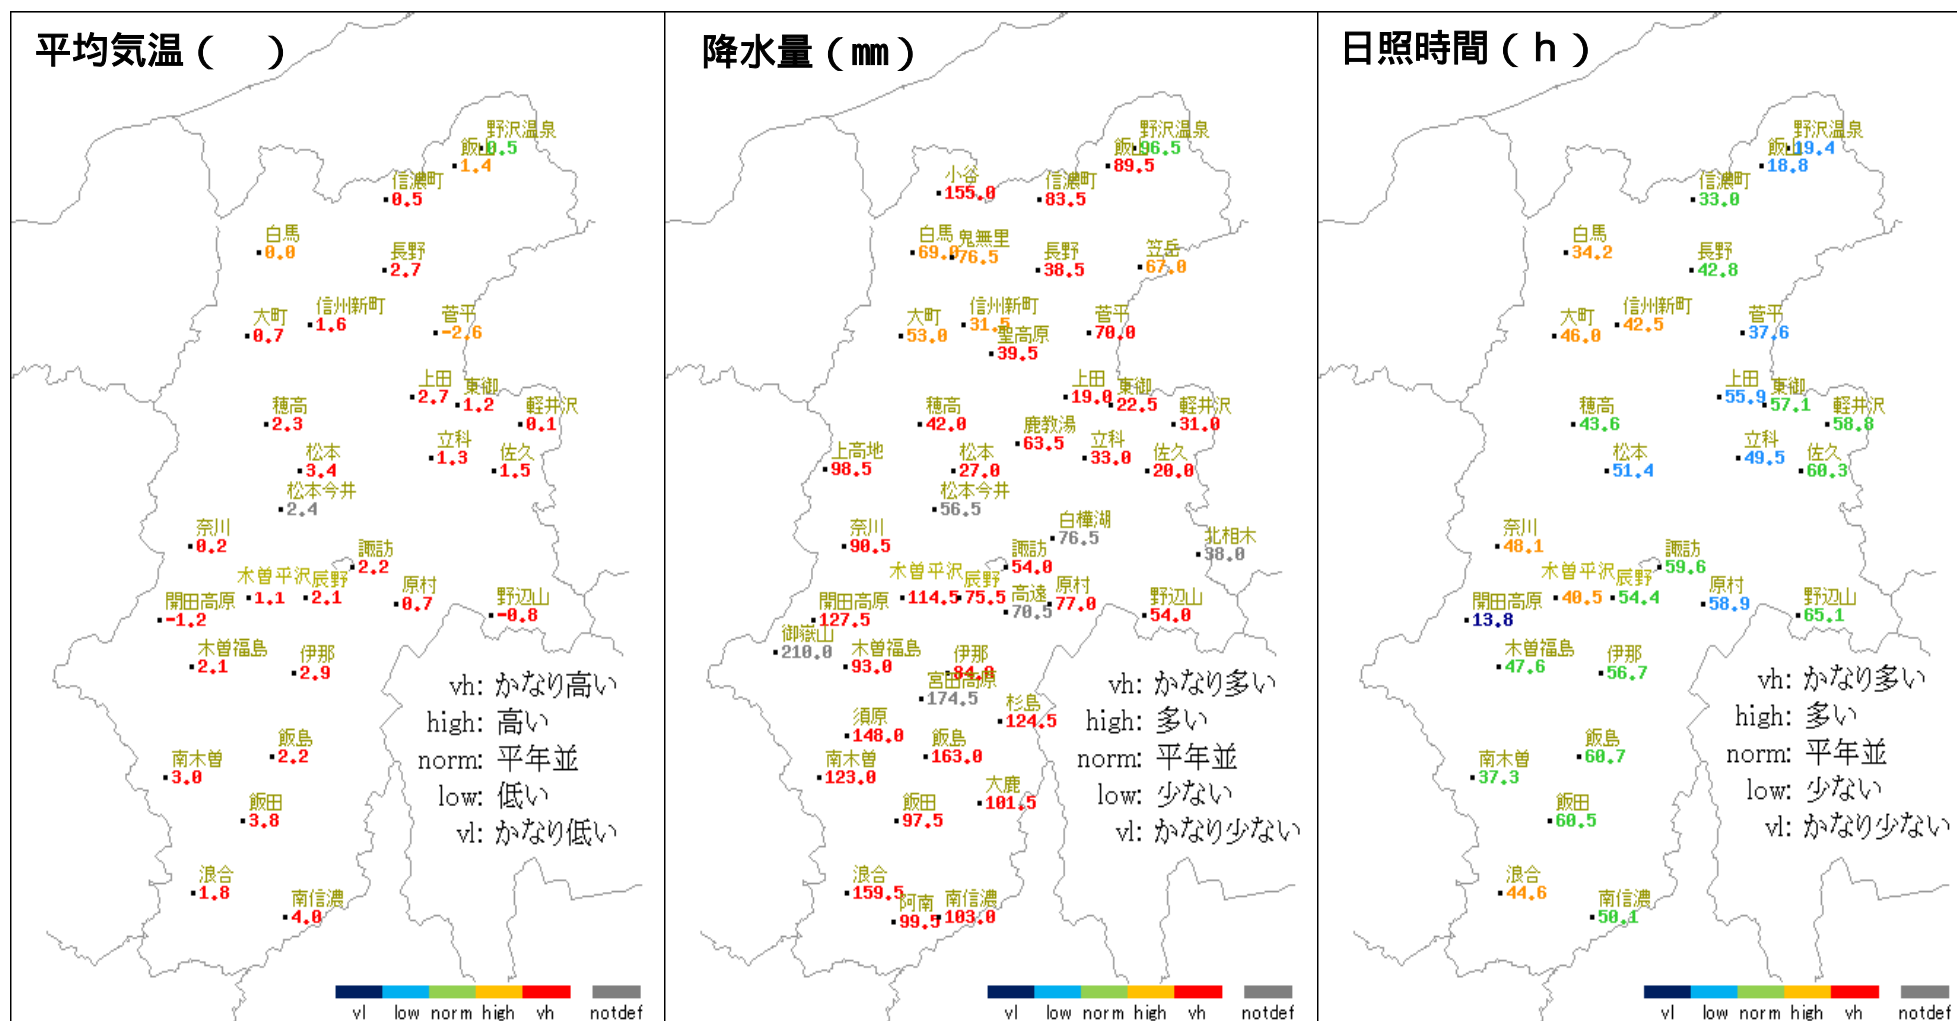 平均気温（　）
野沢温泉
0.5
飯山
1.4
信濃町
0.5
白馬
0.0
長野
2.7
信州新町
1.6
大町
0.7
菅平
-2.6
上田
2.7
東御
1.2
穂高
2.3
軽井沢
0.1
立科
1.3
松本
3.4
佐久
1.5
松本今井
2.4
奈川
0.2
諏訪
2.2
木曽平沢
1.1
辰野
2.1
原村
0.7
開田高原
-1.2
野辺山
-0.8
木曽福島
2.1
伊那
2.9
飯島
2.2
南木曽
3.0
飯田
3.8
浪合
1.8
南信濃
4.0
vh: かなり高い
high: 高い
norm: 平年並
low: 低い
vl: かなり低い
vl low norm high vh notdef
降水量（㎜）
野沢温泉
96.5
飯山
89.5
小谷
155.0
信濃町
83.5
白馬
69.0
鬼無里
76.5
長野
38.5
笠岳
67.0
信州新町
31.5
大町
53.0
菅平
70.0
聖高原
39.5
上田
19.0
東御
22.5
穂高
42.0
軽井沢
31.0
鹿教湯
63.5
立科
33.0
上高地
98.5
松本
27.0
佐久
20.0
松本今井
56.5
奈川
90.5
白樺湖
76.5
北相木
38.0
諏訪
54.0
木曽平沢
114.5
辰野
75.5
高遠
70.5
原村
77.0
開田高原
127.5
野辺山
54.0
御嶽山
210.0
木曽福島
93.0
伊那
84.0
宮田高原
174.5
杉島
124.5
須原
148.0
飯島
163.0
南木曽
123.0
大鹿
101.5
飯田
97.5
浪合
159.5
阿南
99.5
南信濃
103.0
vh: かなり多い
high: 多い
norm: 平年並
low: 少ない
vl: かなり少ない
vl low norm high vh notdef
日照時間（ｈ）
野沢温泉
19.4
飯山
18.8
信濃町
33.0
白馬
34.2
長野
42.8
信州新町
42.5
大町
46.0
菅平
37.6
上田
55.9
東御
57.1
穂高
43.6
軽井沢
58.8
立科
49.5
松本
51.4
佐久
60.3
奈川
48.1
諏訪
59.6
木曽平沢
40.5
辰野
54.4
原村
58.9
開田高原
13.8
野辺山
65.1
木曽福島
47.6
伊那
56.7
飯島
60.7
南木曽
37.3
飯田
60.5
浪合
44.6
南信濃
50.1
vh: かなり多い
high: 多い
norm: 平年並
low: 少ない
vl: かなり少ない
vl low norm high vh notdef